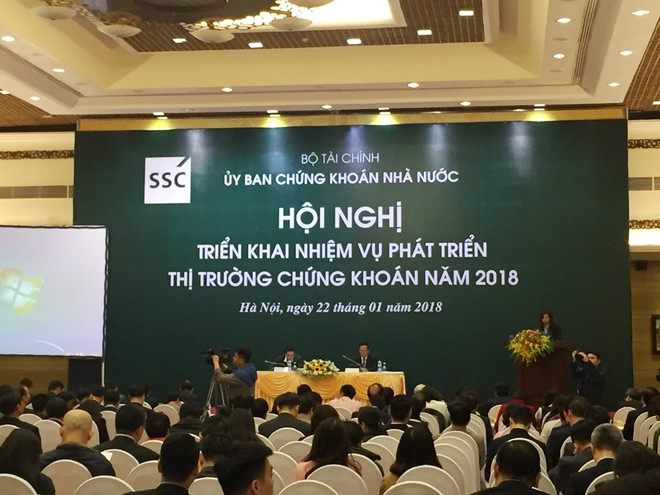 SSC
BỘ TÀI CHÍNH
ỦY BAN CHỨNG KHOÁN NHÀ NƯỚC
HỘI NGHỊ
TRIỂN KHAI NHIỆM VỤ PHÁT TRIỂN
THỊ TRƯỜNG CHỨNG KHOÁN NĂM 2018
Hà Nội, ngày 22 tháng 01 năm 2018